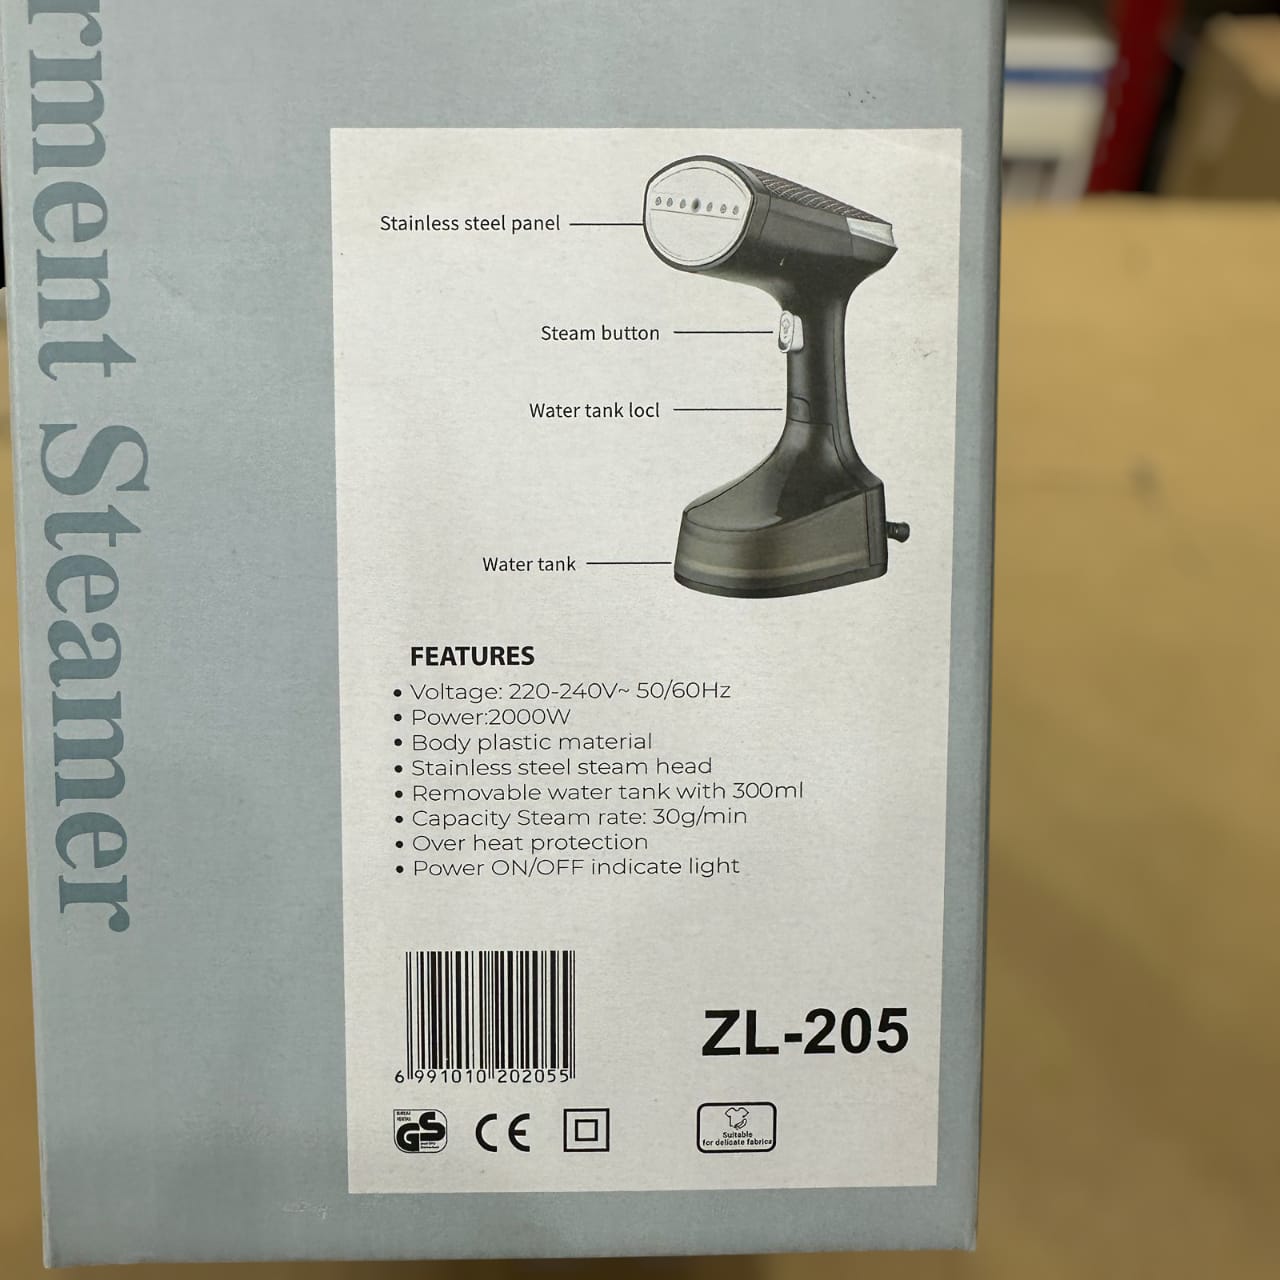 rment Steamer
Stainless steel panel
Steam button
Water tank locl
Water tank
FEATURES
• Voltage: 220-240V~ 50/60Hz
• Power:2000W
• Body plastic material
• Stainless steel steam head
• Removable water tank with 300ml
• Capacity Steam rate: 30g/min
• Over heat protection
• Power ON/OFF indicate light
6 991010 202055
ZL-205
GS
CE
Suitable
for delicate fabrics